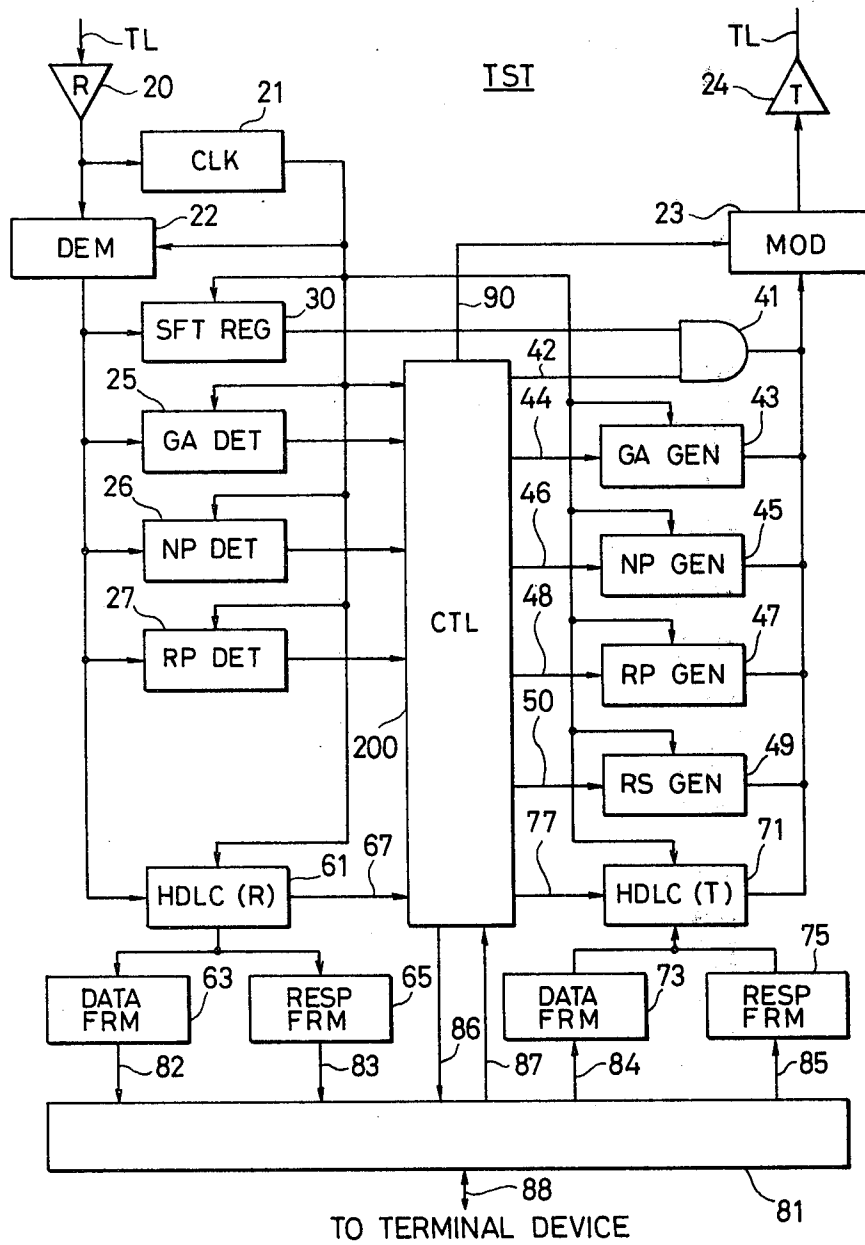 TL
TL
R
20
TST
24
T
21
CLK
22
DEM
23
MOD
30
SFT REG
90
41
42
25
GA DET
44
43
GA GEN
26
NP DET
46
45
NP GEN
27
RP DET
CTL
48
47
RP GEN
200
50
49
RS GEN
61
HDLC (R)
67
77
71
HDLC (T)
63
DATA
FRM
65
RESP
FRM
73
DATA
FRM
75
RESP
FRM
82
83
86
87
84
85
88
81
TO TERMINAL DEVICE